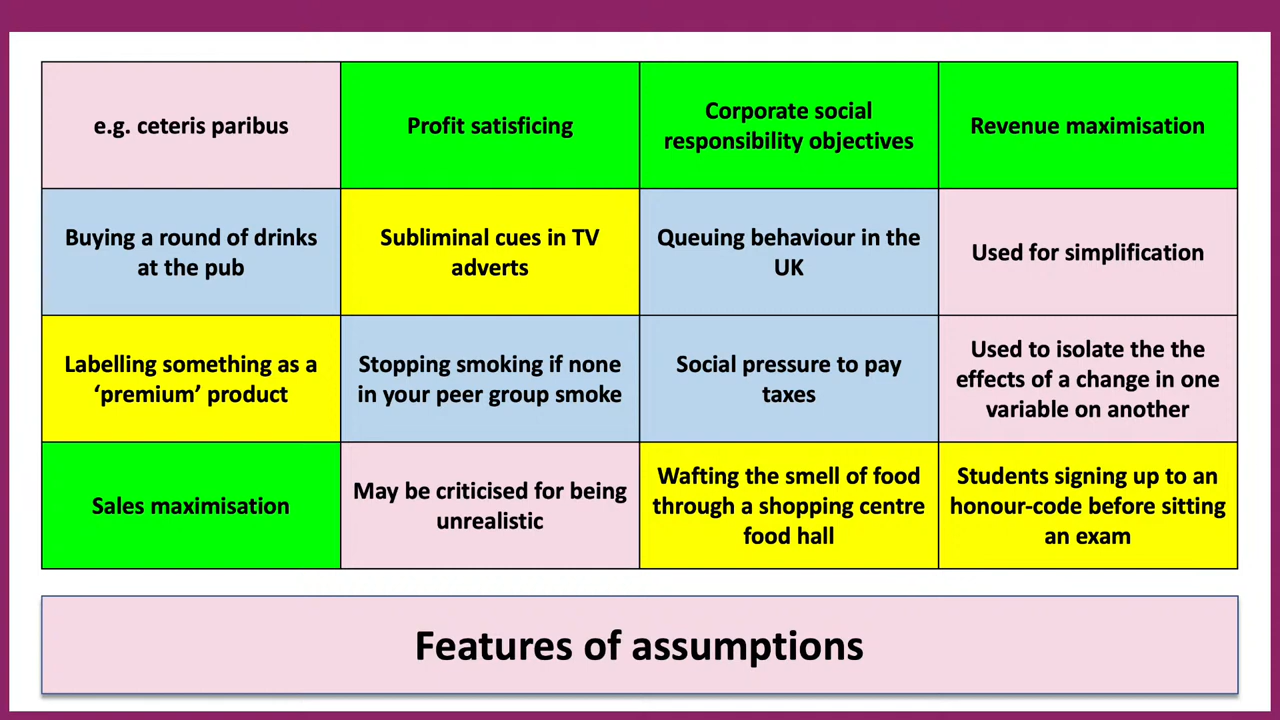 e.g. ceteris paribus
Profit satisficing
Corporate social
responsibility objectives
Revenue maximisation
Buying a round of drinks
at the pub
Subliminal cues in TV
adverts
Queuing behaviour in the
UK
Used for simplification
Labelling something as a
‘premium’ product
Stopping smoking if none
in your peer group smoke
Social pressure to pay
taxes
Used to isolate the the
effects of a change in one
variable on another
Sales maximisation
May be criticised for being
unrealistic
Wafting the smell of food
through a shopping centre
food hall
Students signing up to an
honour-code before sitting
an exam
Features of assumptions